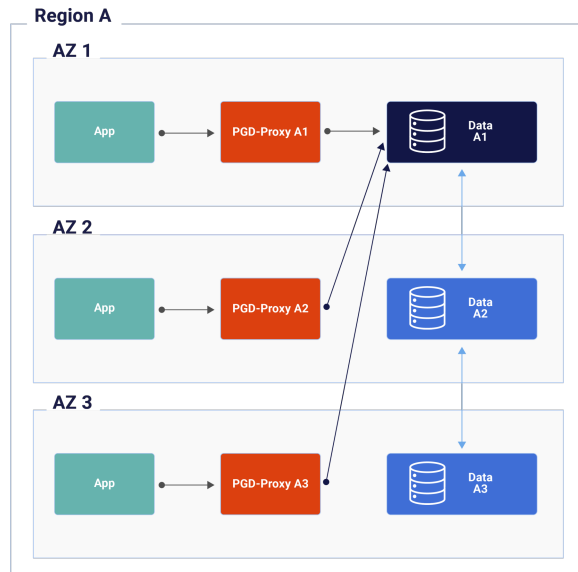 Region A
AZ 1
App
PGD-Proxy A1
Data
A1
AZ 2
App
PGD-Proxy A2
Data
A2
AZ 3
App
PGD-Proxy A3
Data
A3